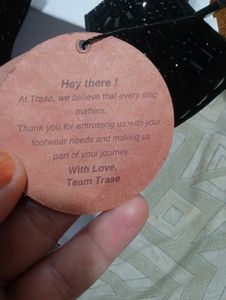 Hey there !
At Trase, we believe that every step
matters.
Thank you for entrusting us with your
footwear needs and making us
part of your journey.
With Love,
Team Trase